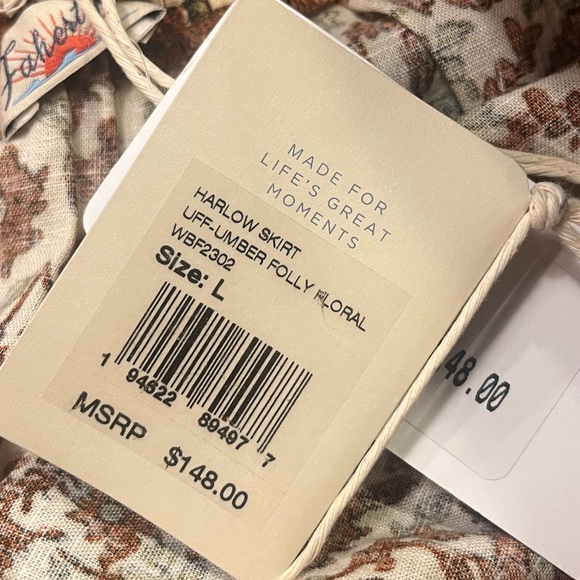 Faherty
MADE FOR
LIFE'S GREAT
MOMENTS
HARLOW SKIRT
UFF-UMBER FOLLY FLORAL
WBF2302
Size: L
1 94622 89497 7
MSRP $148.00
48.00